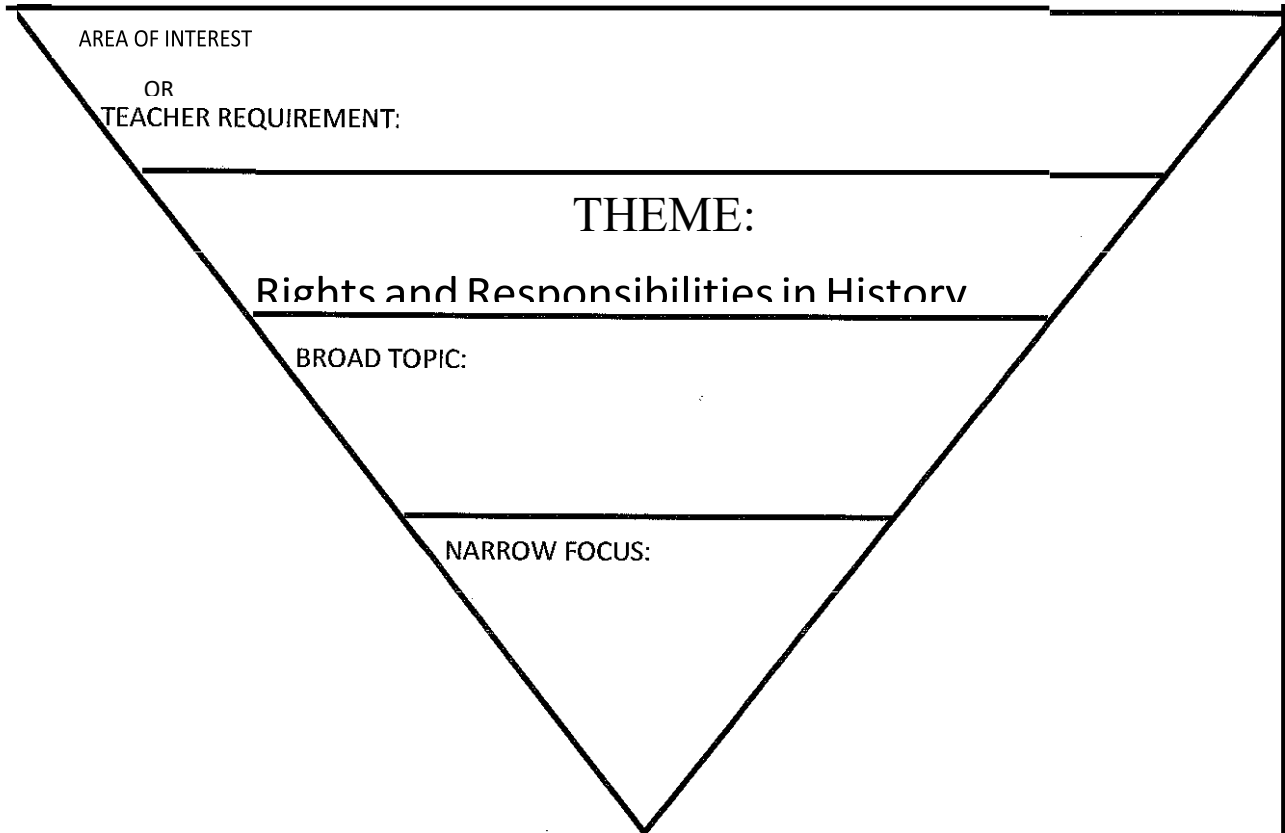 AREA OF INTEREST
OR
TEACHER REQUIREMENT:
THEME:
Rights and Responsibilities in History
BROAD TOPIC:
NARROW FOCUS: